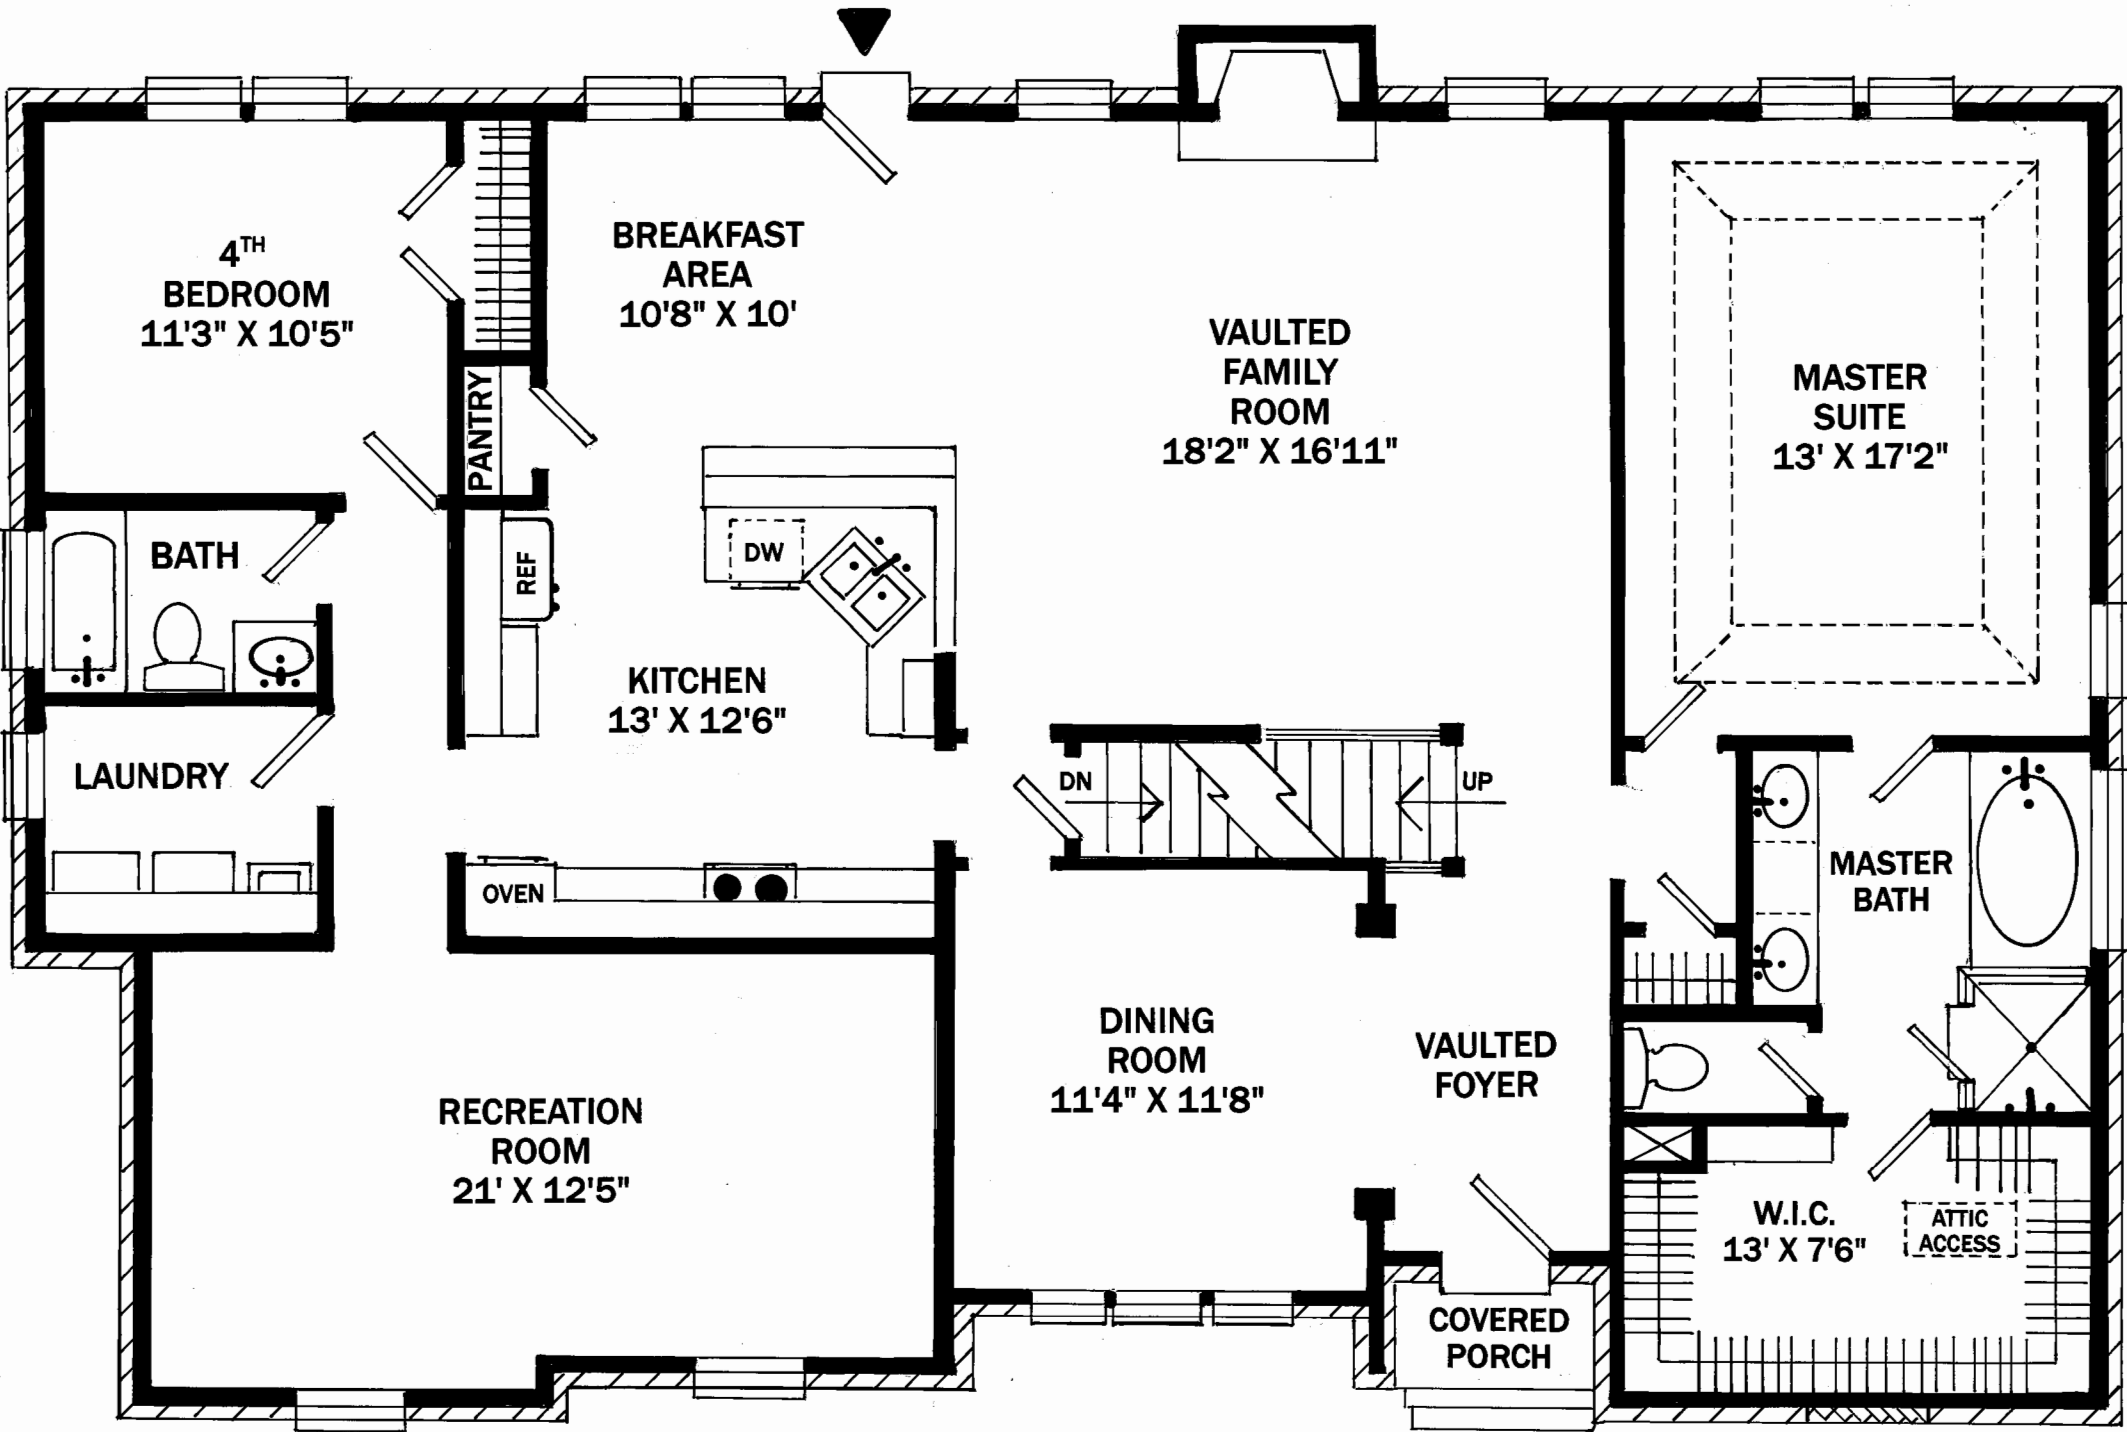 4TH
BEDROOM
11'3" X 10'5"
BREAKFAST
AREA
10'8" X 10'
VAULTED
FAMILY
ROOM
18'2" X 16'11"
MASTER
SUITE
13' X 17'2"
PANTRY
BATH
REF
DW
KITCHEN
13' X 12'6"
LAUNDRY
DN
UP
OVEN
MASTER
BATH
DINING
ROOM
11'4" X 11'8"
VAULTED
FOYER
RECREATION
ROOM
21' X 12'5"
W.I.C.
13' X 7'6"
ATTIC
ACCESS
COVERED
PORCH